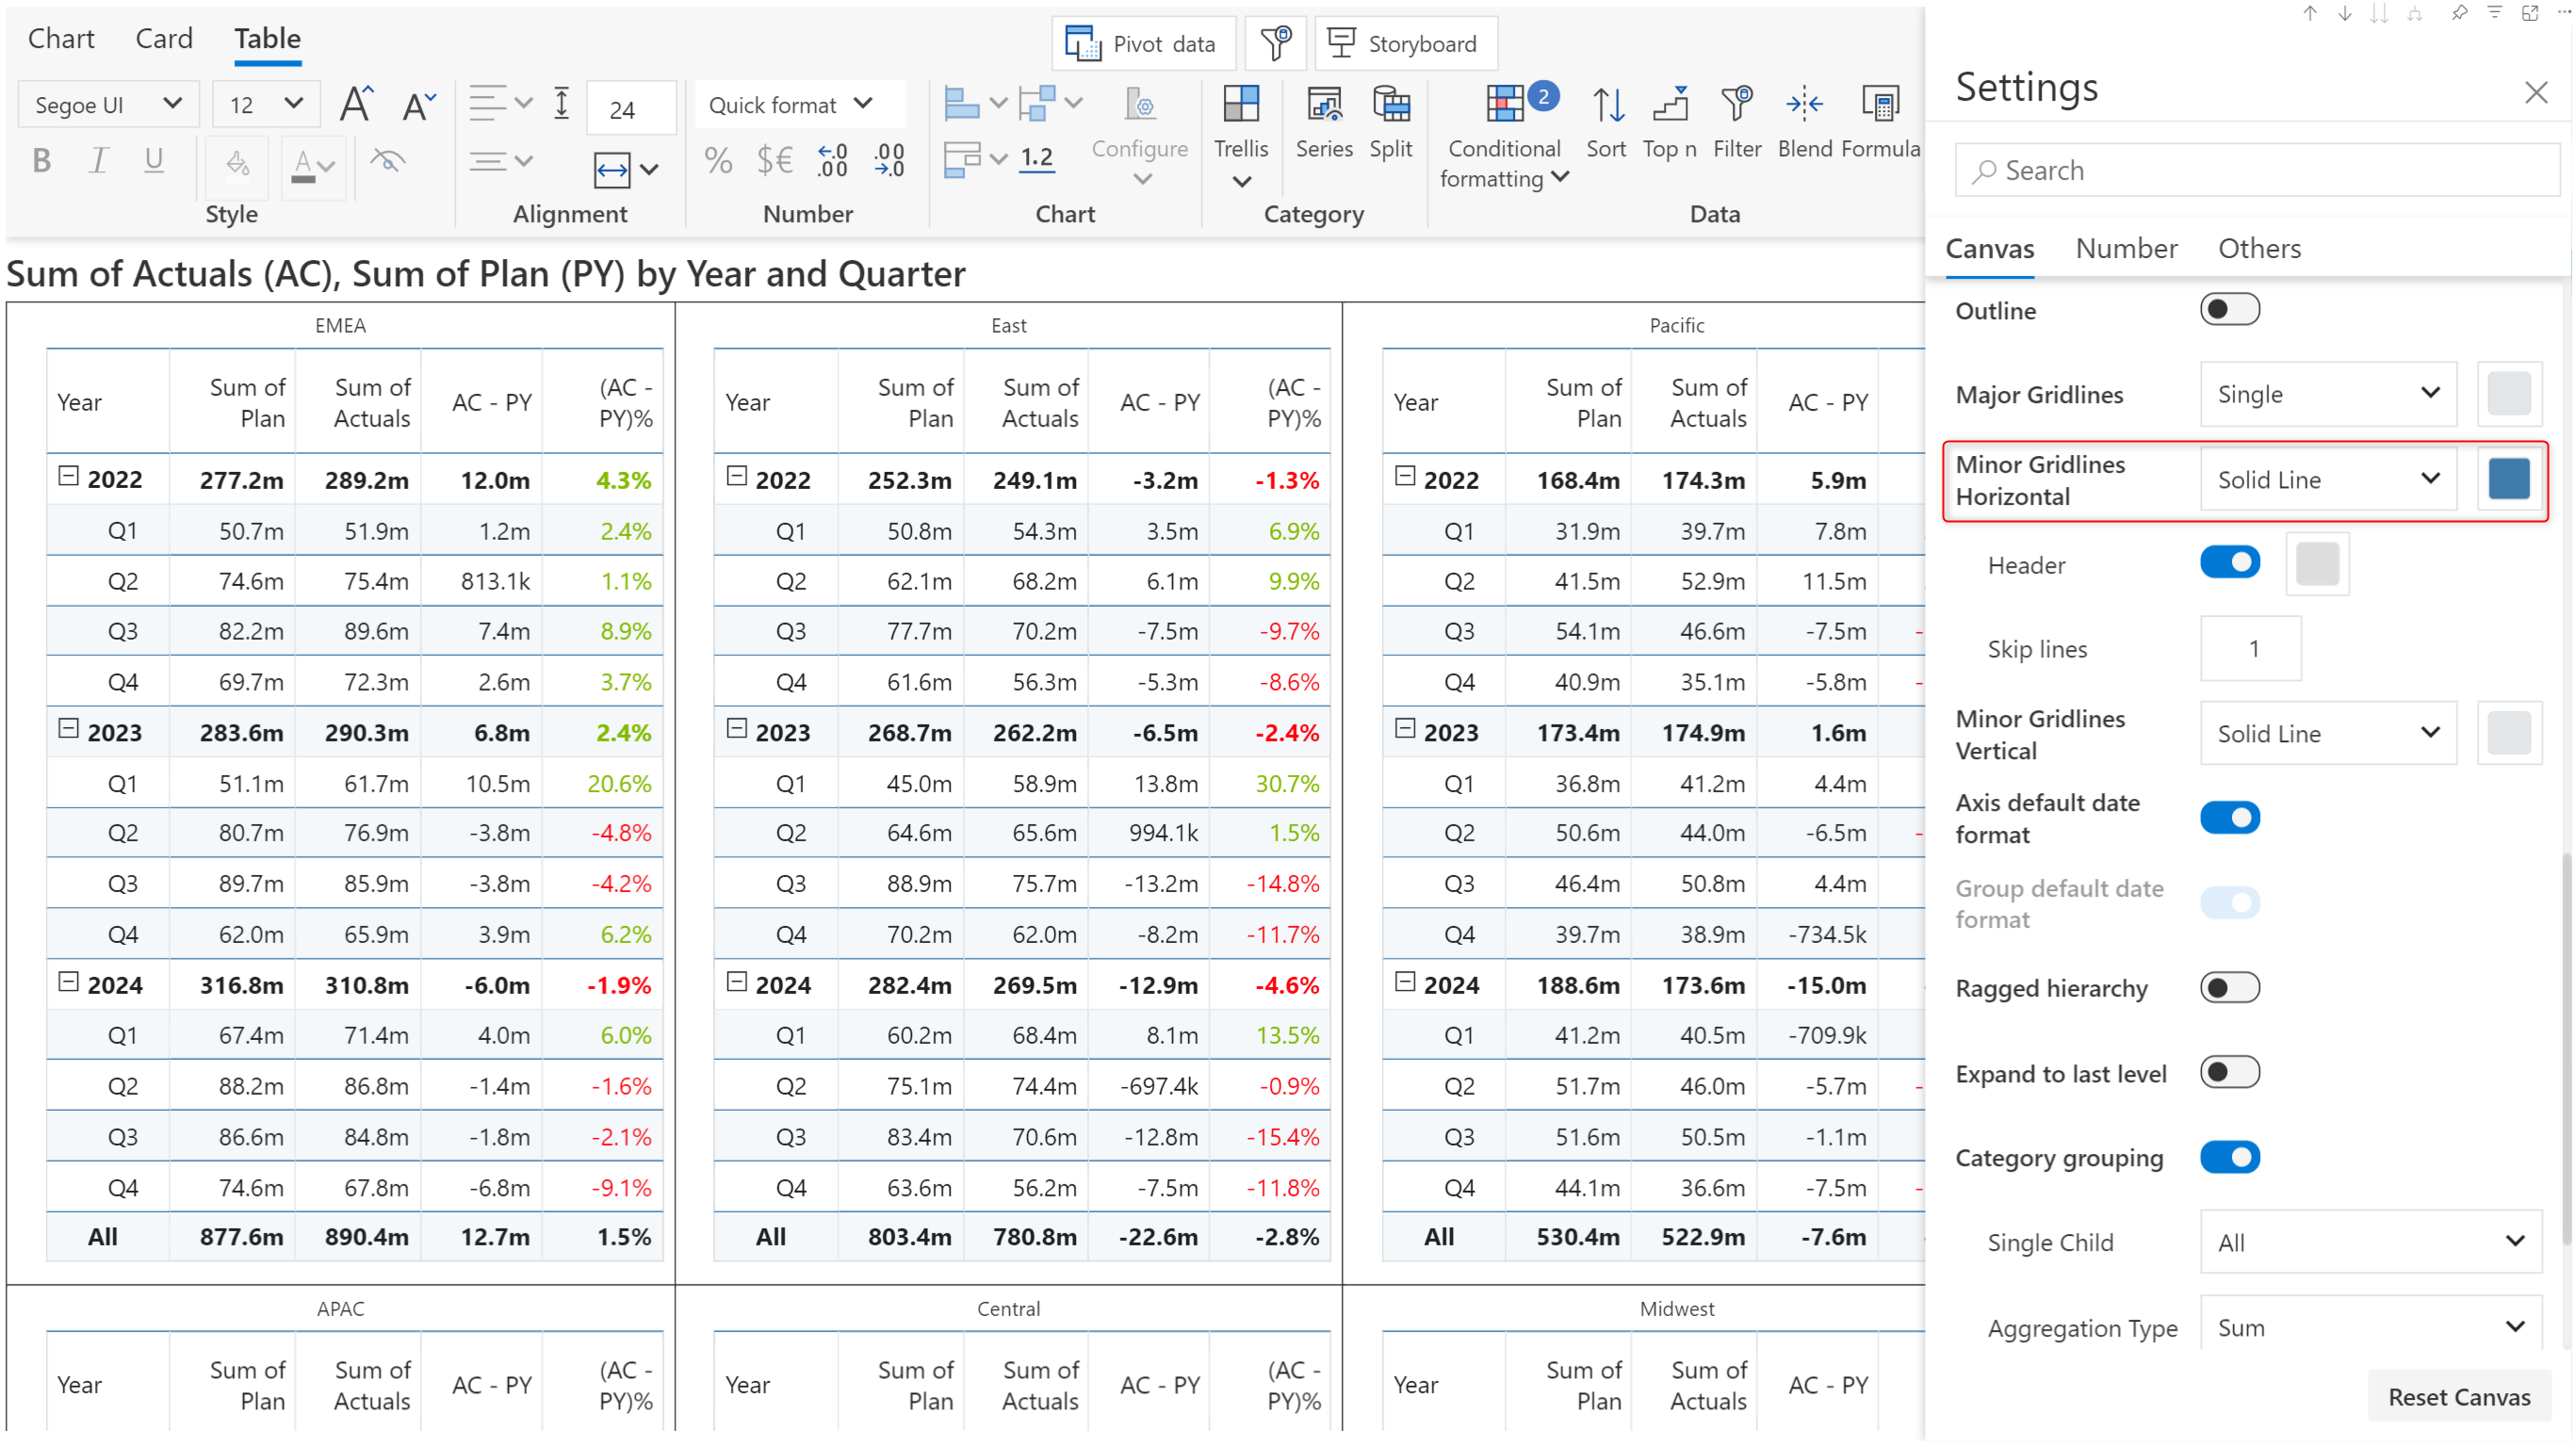 Chart Card Table
Pivot data Storyboard
Segoe UI 12 24 Quick format
B I U A % $€ .0 .00 .00 .0 1.2 Configure Trellis Series Split Conditional formatting 2 Sort Top n Filter Blend Formula
Style Alignment Number Chart Category Data
Sum of Actuals (AC), Sum of Plan (PY) by Year and Quarter
EMEA
Year Sum of Plan Sum of Actuals AC - PY (AC - PY)%
2022 277.2m 289.2m 12.0m 4.3%
Q1 50.7m 51.9m 1.2m 2.4%
Q2 74.6m 75.4m 813.1k 1.1%
Q3 82.2m 89.6m 7.4m 8.9%
Q4 69.7m 72.3m 2.6m 3.7%
2023 283.6m 290.3m 6.8m 2.4%
Q1 51.1m 61.7m 10.5m 20.6%
Q2 80.7m 76.9m -3.8m -4.8%
Q3 89.7m 85.9m -3.8m -4.2%
Q4 62.0m 65.9m 3.9m 6.2%
2024 316.8m 310.8m -6.0m -1.9%
Q1 67.4m 71.4m 4.0m 6.0%
Q2 88.2m 86.8m -1.4m -1.6%
Q3 86.6m 84.8m -1.8m -2.1%
Q4 74.6m 67.8m -6.8m -9.1%
All 877.6m 890.4m 12.7m 1.5%
East
Year Sum of Plan Sum of Actuals AC - PY (AC - PY)%
2022 252.3m 249.1m -3.2m -1.3%
Q1 50.8m 54.3m 3.5m 6.9%
Q2 62.1m 68.2m 6.1m 9.9%
Q3 77.7m 70.2m -7.5m -9.7%
Q4 61.6m 56.3m -5.3m -8.6%
2023 268.7m 262.2m -6.5m -2.4%
Q1 45.0m 58.9m 13.8m 30.7%
Q2 64.6m 65.6m 994.1k 1.5%
Q3 88.9m 75.7m -13.2m -14.8%
Q4 70.2m 62.0m -8.2m -11.7%
2024 282.4m 269.5m -12.9m -4.6%
Q1 60.2m 68.4m 8.1m 13.5%
Q2 75.1m 74.4m -697.4k -0.9%
Q3 83.4m 70.6m -12.8m -15.4%
Q4 63.6m 56.2m -7.5m -11.8%
All 803.4m 780.8m -22.6m -2.8%
Pacific
Year Sum of Plan Sum of Actuals AC - PY
2022 168.4m 174.3m 5.9m
Q1 31.9m 39.7m 7.8m
Q2 41.5m 52.9m 11.5m
Q3 54.1m 46.6m -7.5m -
Q4 40.9m 35.1m -5.8m -
2023 173.4m 174.9m 1.6m
Q1 36.8m 41.2m 4.4m
Q2 50.6m 44.0m -6.5m -
Q3 46.4m 50.8m 4.4m
Q4 39.7m 38.9m -734.5k
2024 188.6m 173.6m -15.0m
Q1 41.2m 40.5m -709.9k
Q2 51.7m 46.0m -5.7m -
Q3 51.6m 50.5m -1.1m
Q4 44.1m 36.6m -7.5m -
All 530.4m 522.9m -7.6m
APAC
Year Sum of Plan Sum of Actuals AC - PY (AC - PY)%
Central
Year Sum of Plan Sum of Actuals AC - PY (AC - PY)%
Midwest
Year Sum of Plan Sum of Actuals AC - PY
Settings
Search
Canvas Number Others
Outline
Major Gridlines Single
Minor Gridlines Horizontal Solid Line
Header
Skip lines 1
Minor Gridlines Vertical Solid Line
Axis default date format
Group default date format
Ragged hierarchy
Expand to last level
Category grouping
Single Child All
Aggregation Type Sum
Reset Canvas